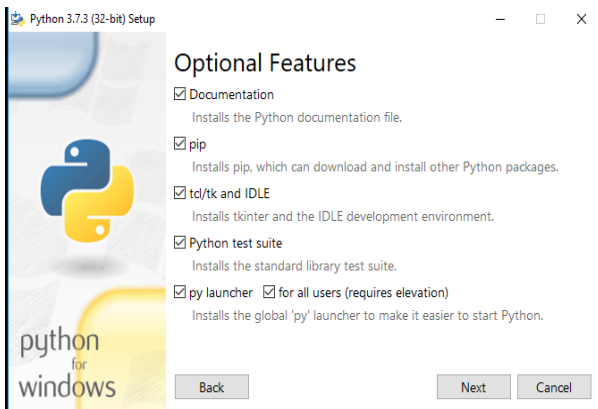 Python 3.7.3 (32-bit) Setup
Optional Features
Documentation
Installs the Python documentation file.
pip
Installs pip, which can download and install other Python packages.
tcl/tk and IDLE
Installs tkinter and the IDLE development environment.
Python test suite
Installs the standard library test suite.
py launcher for all users (requires elevation)
Installs the global 'py' launcher to make it easier to start Python.
python
for
windows
Back Next Cancel